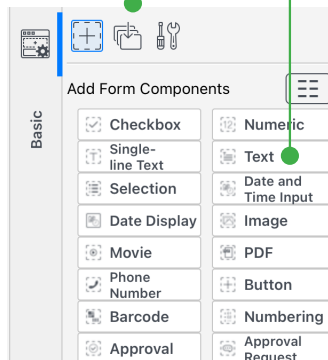 Add Form Components
Basic
Checkbox
Numeric
Single-
line Text
Text
Selection
Date and
Time Input
Date Display
Image
Movie
PDF
Phone
Number
Button
Barcode
Numbering
Approval
Approval
Request